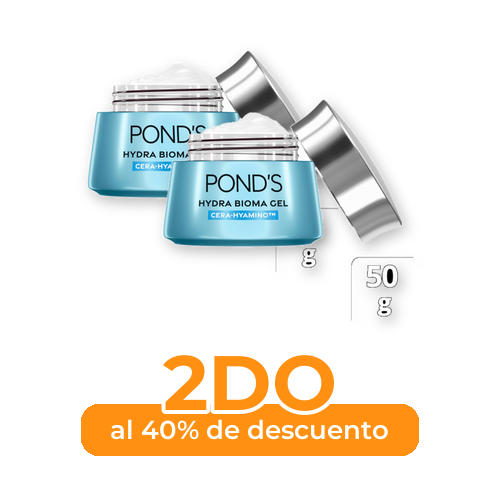 POND'S
HYDRA BIOMA
CERA-HYA
POND'S
HYDRA BIOMA GEL
CERA-HYAMINO™
g
50
g
2DO
al 40% de descuento